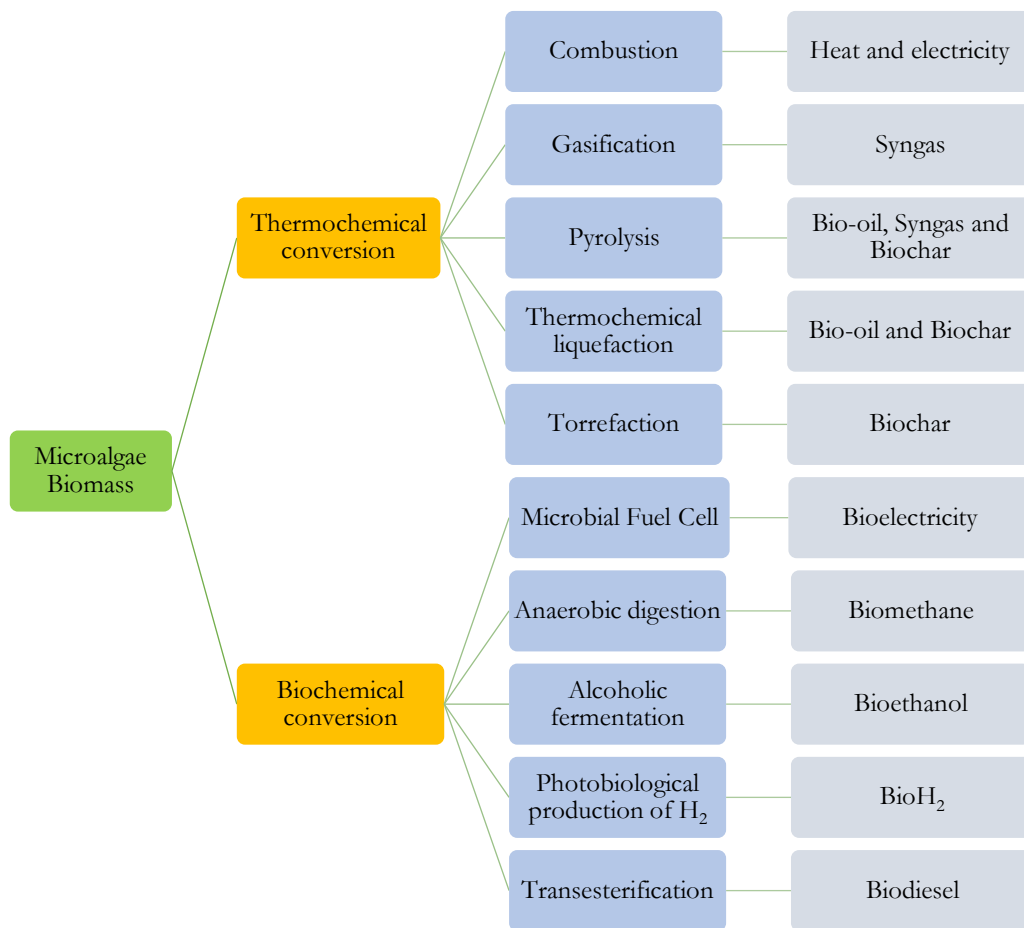 Combustion
Heat and electricity
Gasification
Syngas
Thermochemical
conversion
Pyrolysis
Bio-oil, Syngas and
Biochar
Thermochemical
liquefaction
Bio-oil and Biochar
Torrefaction
Biochar
Microalgae
Biomass
Microbial Fuel Cell
Bioelectricity
Anaerobic digestion
Biomethane
Biochemical
conversion
Alcoholic
fermentation
Bioethanol
Photobiological
production of H₂
BioH₂
Transesterification
Biodiesel